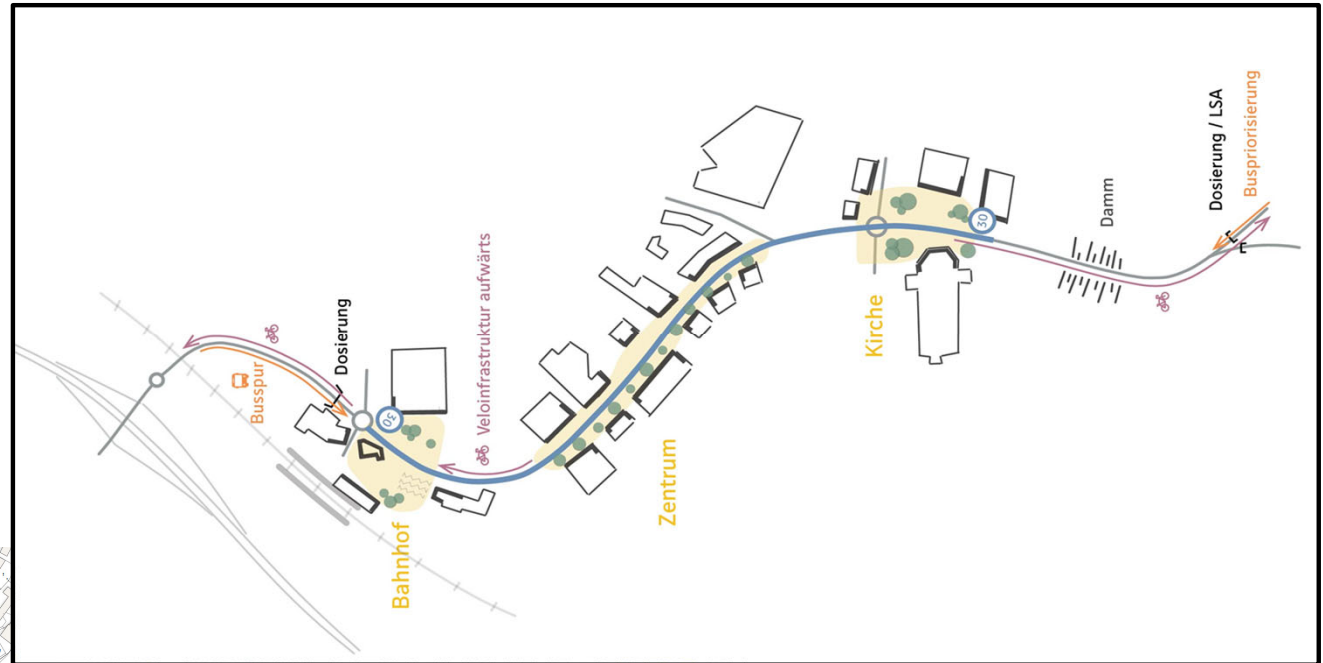 Busspur
Dosierung
30
Bahnhof
Veloinfrastruktur aufwärts
Zentrum
Kirche
30
Damm
Dosierung / LSA
Buspriorisierung